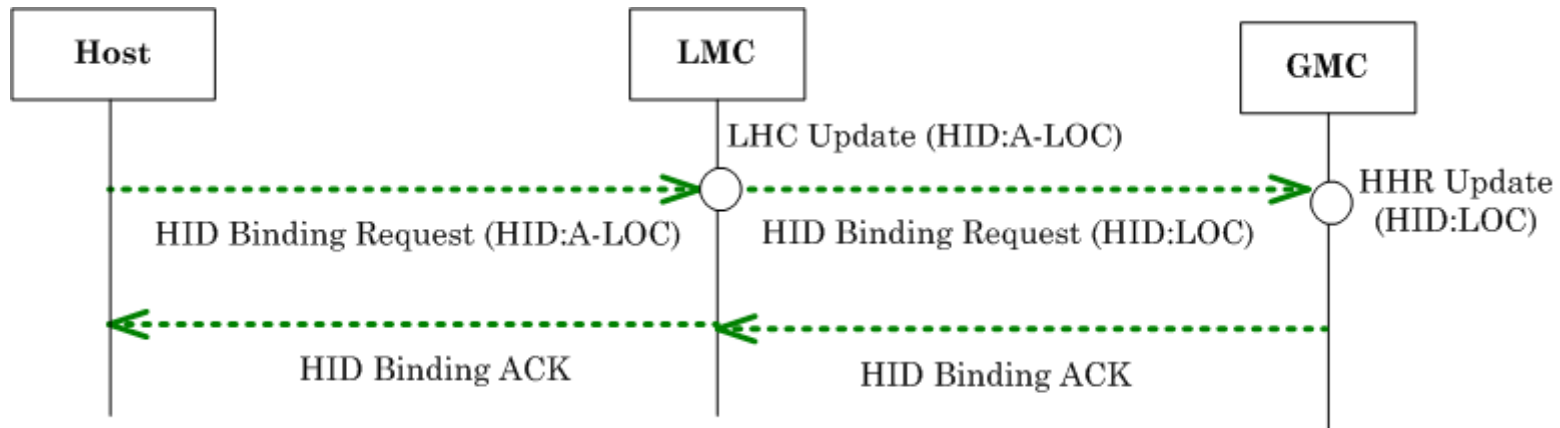 Host
LMC
GMC
LHC Update (HID:A-LOC)
HHR Update
(HID:LOC)
HID Binding Request (HID:A-LOC)
HID Binding Request (HID:LOC)
HID Binding ACK
HID Binding ACK